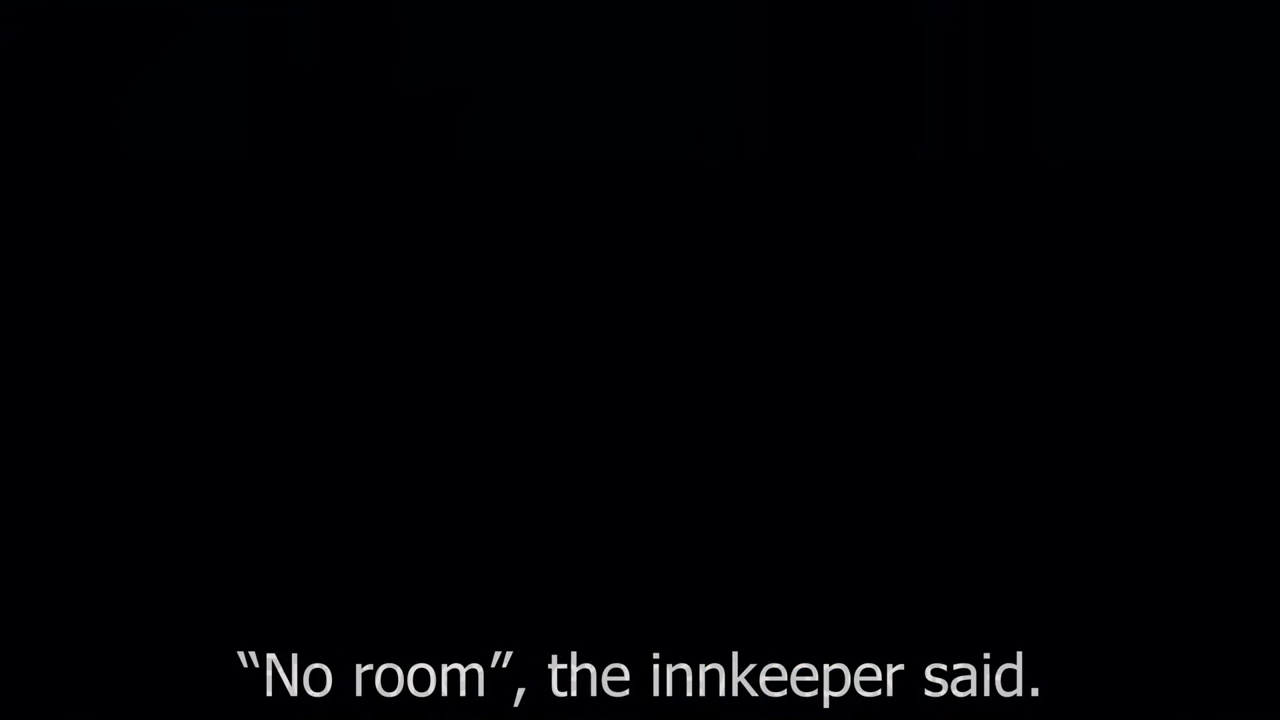 “No room”, the innkeeper said.